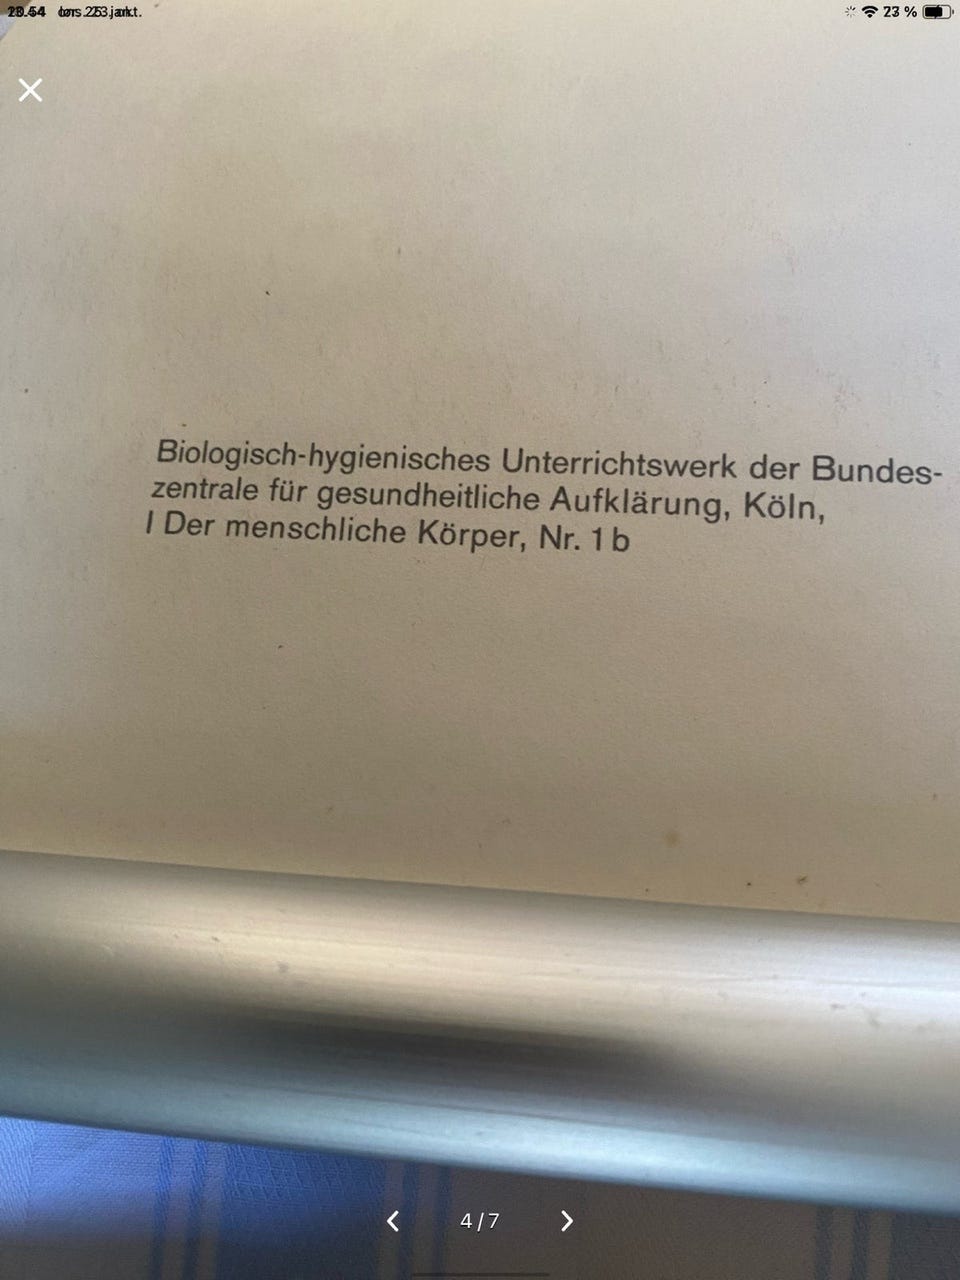 23 %
Biologisch-hygienisches Unterrichtswerk der Bundes-
zentrale für gesundheitliche Aufklärung, Köln,
I Der menschliche Körper, Nr. 1 b
4/7